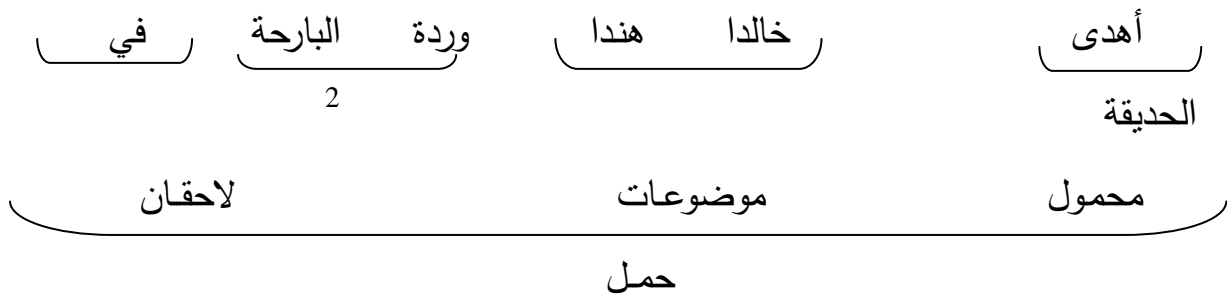 أهدى خالدا هندا وردة البارحة في
2
الحديقة
محمول موضوعات لاحقان
حمل